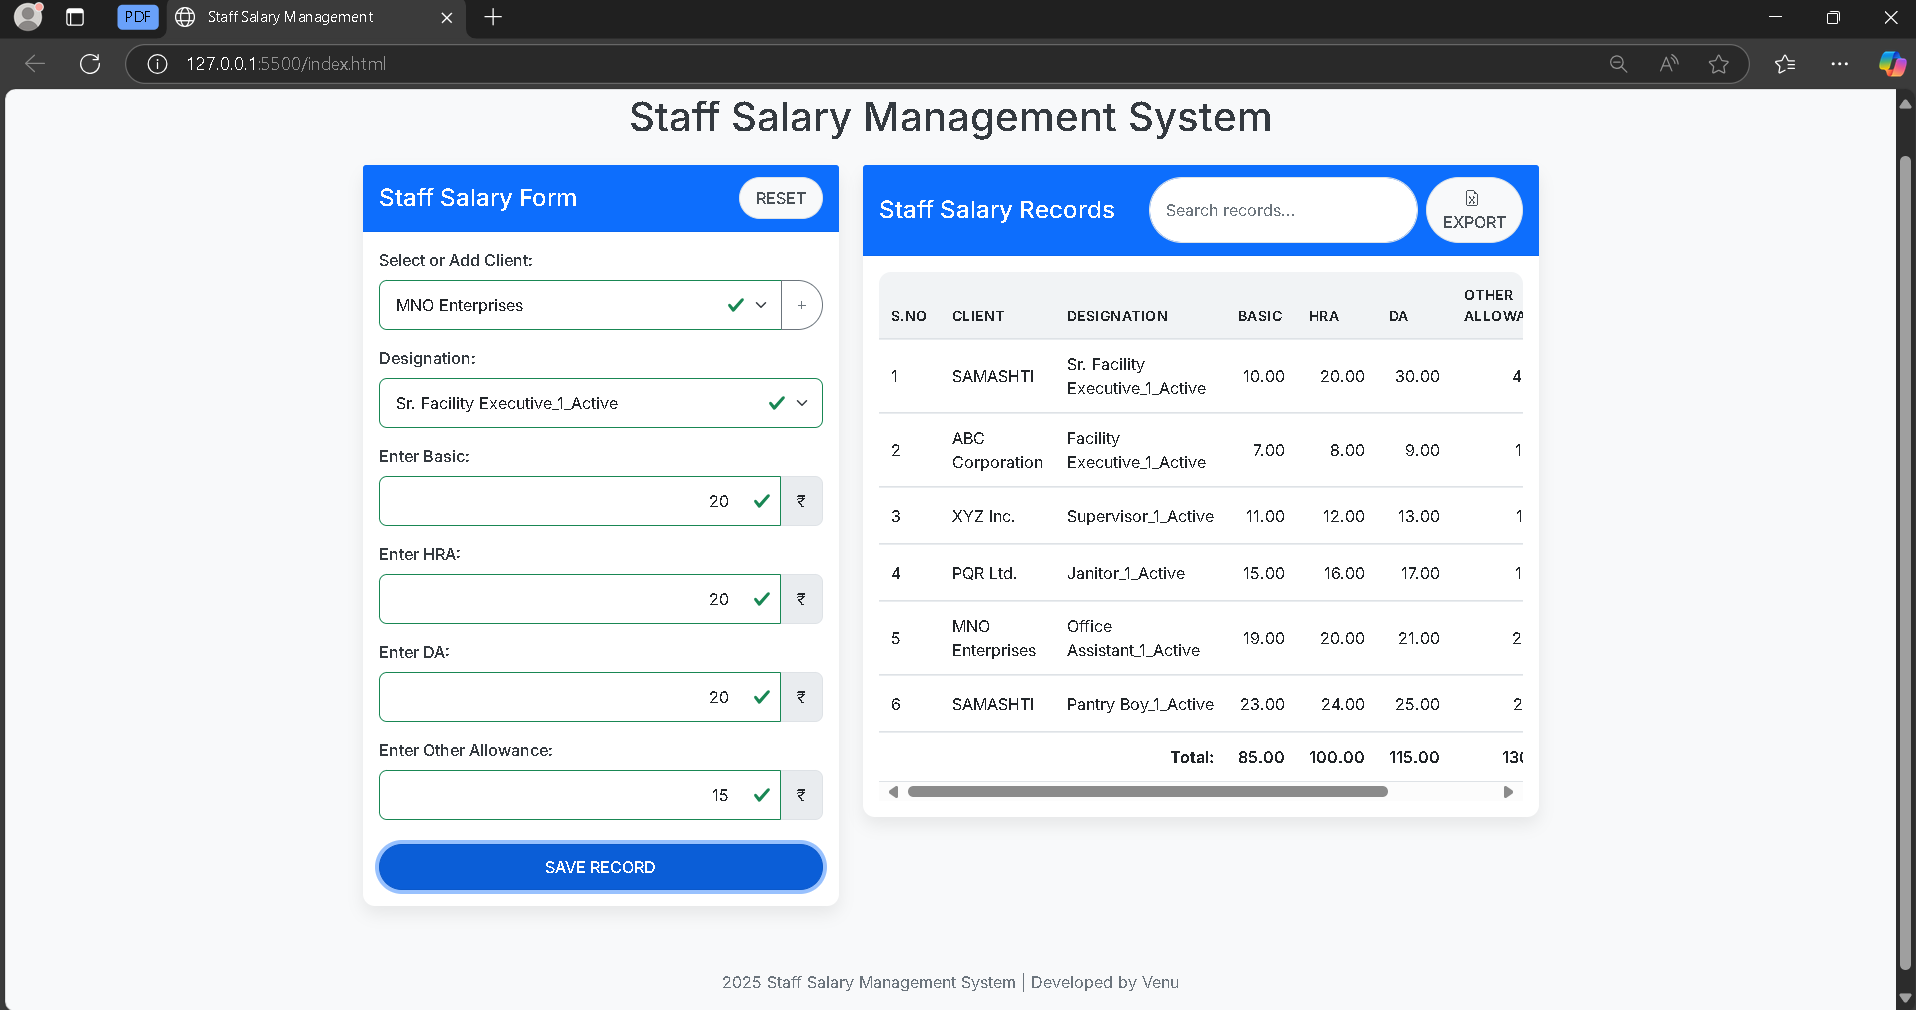 PDF
Staff Salary Management
127.0.0.1:5500/index.html
Staff Salary Management System
Staff Salary Form
RESET
Select or Add Client:
MNO Enterprises
+
Designation:
Sr. Facility Executive_1_Active
Enter Basic:
20 ₹
Enter HRA:
20 ₹
Enter DA:
20 ₹
Enter Other Allowance:
15 ₹
SAVE RECORD
Staff Salary Records
Search records...
EXPORT
S.NO CLIENT DESIGNATION BASIC HRA DA OTHER
ALLOWA
1 SAMASHTI Sr. Facility
Executive_1_Active 10.00 20.00 30.00 4
2 ABC
Corporation Facility
Executive_1_Active 7.00 8.00 9.00 1
3 XYZ Inc. Supervisor_1_Active 11.00 12.00 13.00 1
4 PQR Ltd. Janitor_1_Active 15.00 16.00 17.00 1
5 MNO
Enterprises Office
Assistant_1_Active 19.00 20.00 21.00 2
6 SAMASHTI Pantry Boy_1_Active 23.00 24.00 25.00 2
Total: 85.00 100.00 115.00 130
2025 Staff Salary Management System | Developed by Venu